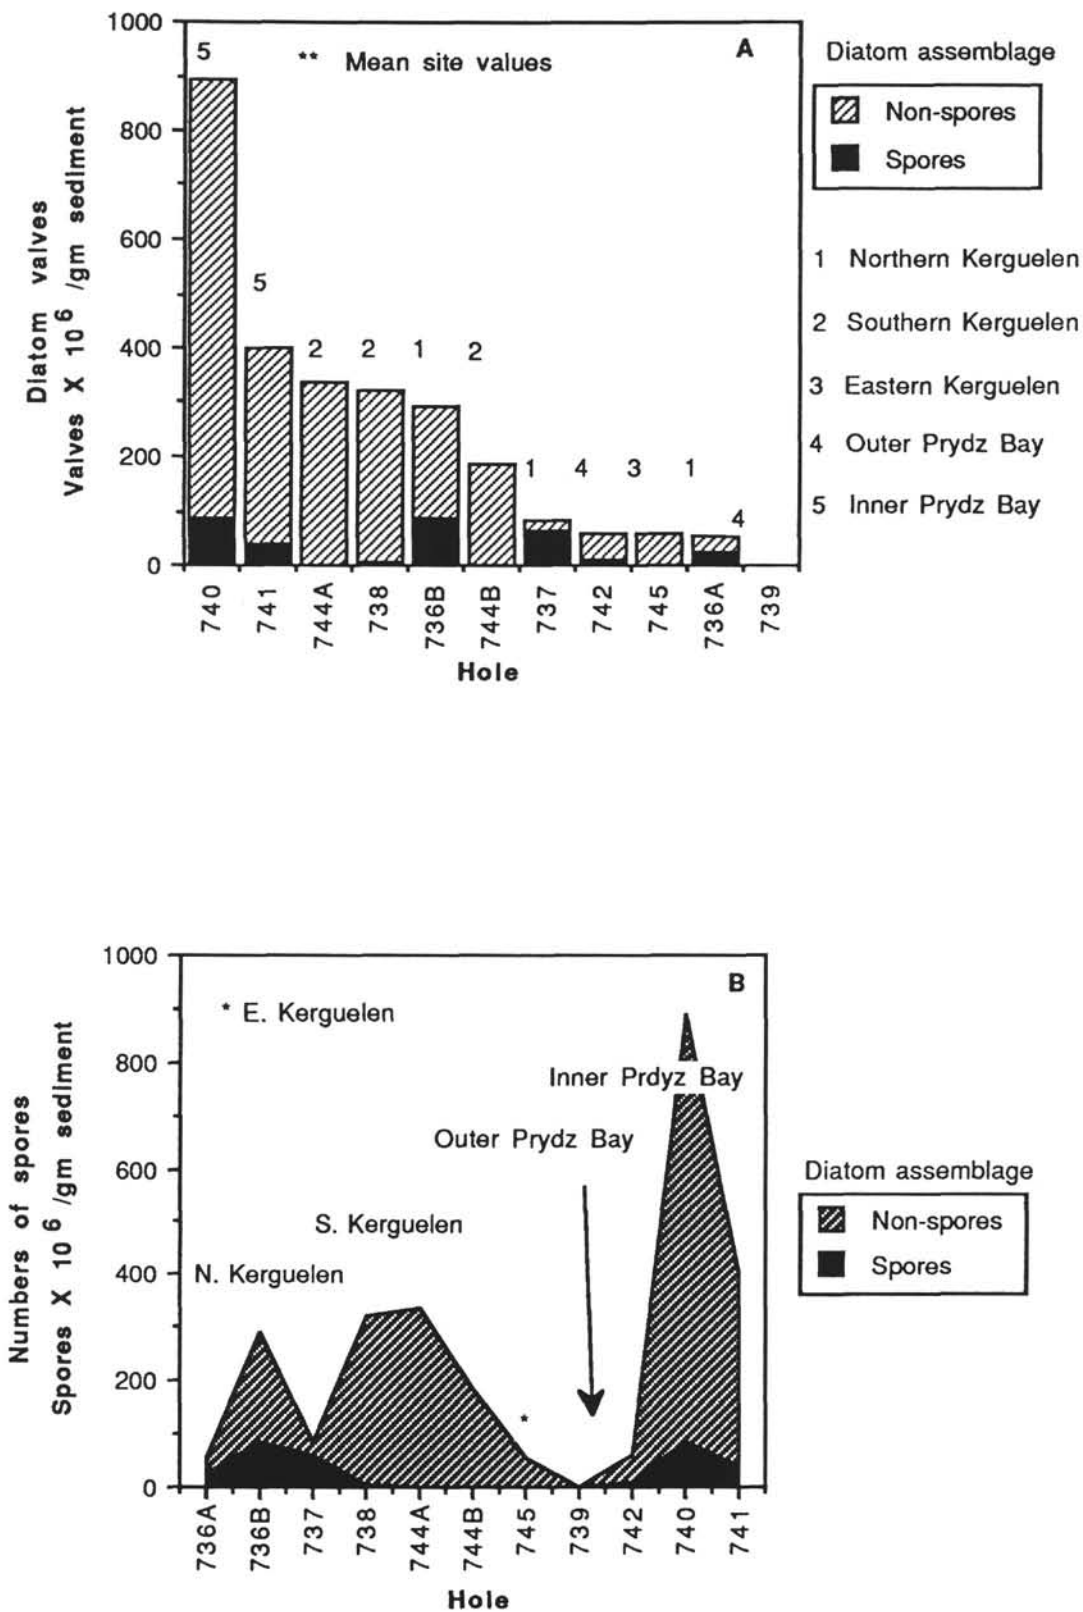 1000
800
600
400
200
0
Diatom valves
Valves X 10 6 /gm sediment
** Mean site values
A
5
5
2
2
1
2
1
4
3
1
4
740
741
744A
738
736B
744B
737
742
745
736A
739
Hole
Diatom assemblage
Non-spores
Spores
1 Northern Kerguelen
2 Southern Kerguelen
3 Eastern Kerguelen
4 Outer Prydz Bay
5 Inner Prydz Bay
1000
800
600
400
200
0
Numbers of spores
Spores X 10 6 /gm sediment
B
* E. Kerguelen
Inner Prdyz Bay
Outer Prydz Bay
S. Kerguelen
N. Kerguelen
*
736A
736B
737
738
744A
744B
745
739
742
740
741
Hole
Diatom assemblage
Non-spores
Spores